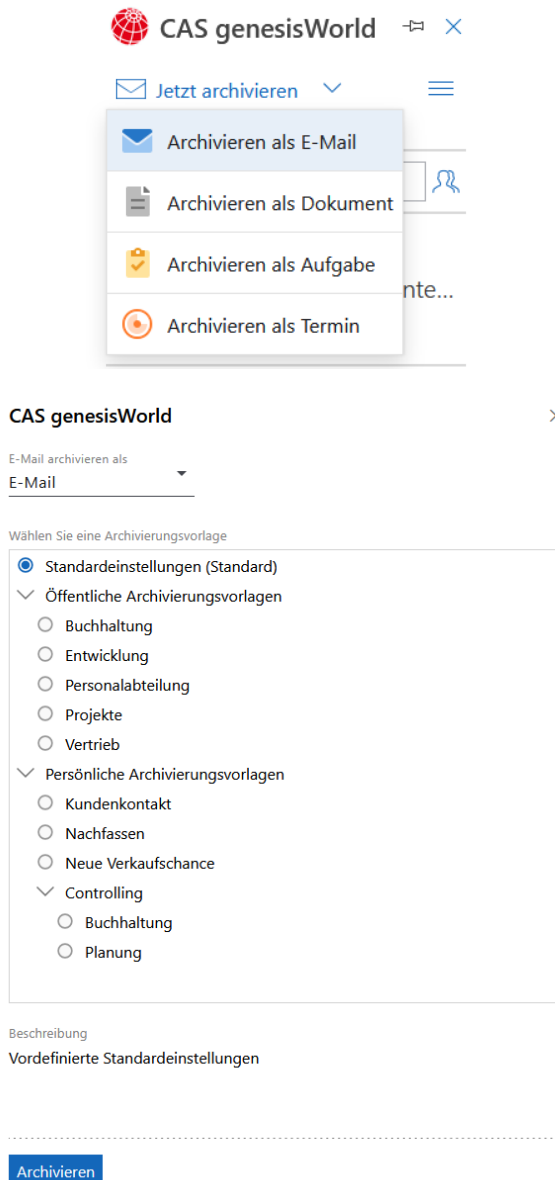 CAS genesisWorld
Jetzt archivieren
Archivieren als E-Mail
Archivieren als Dokument
nte...
Archivieren als Aufgabe
Archivieren als Termin
CAS genesisWorld
E-Mail archivieren als
E-Mail
Wählen Sie eine Archivierungsvorlage
Standardeinstellungen (Standard)
Öffentliche Archivierungsvorlagen
Buchhaltung
Entwicklung
Personalabteilung
Projekte
Vertrieb
Persönliche Archivierungsvorlagen
Kundenkontakt
Nachfassen
Neue Verkaufschance
Controlling
Buchhaltung
Planung
Beschreibung
Vordefinierte Standardeinstellungen
Archivieren